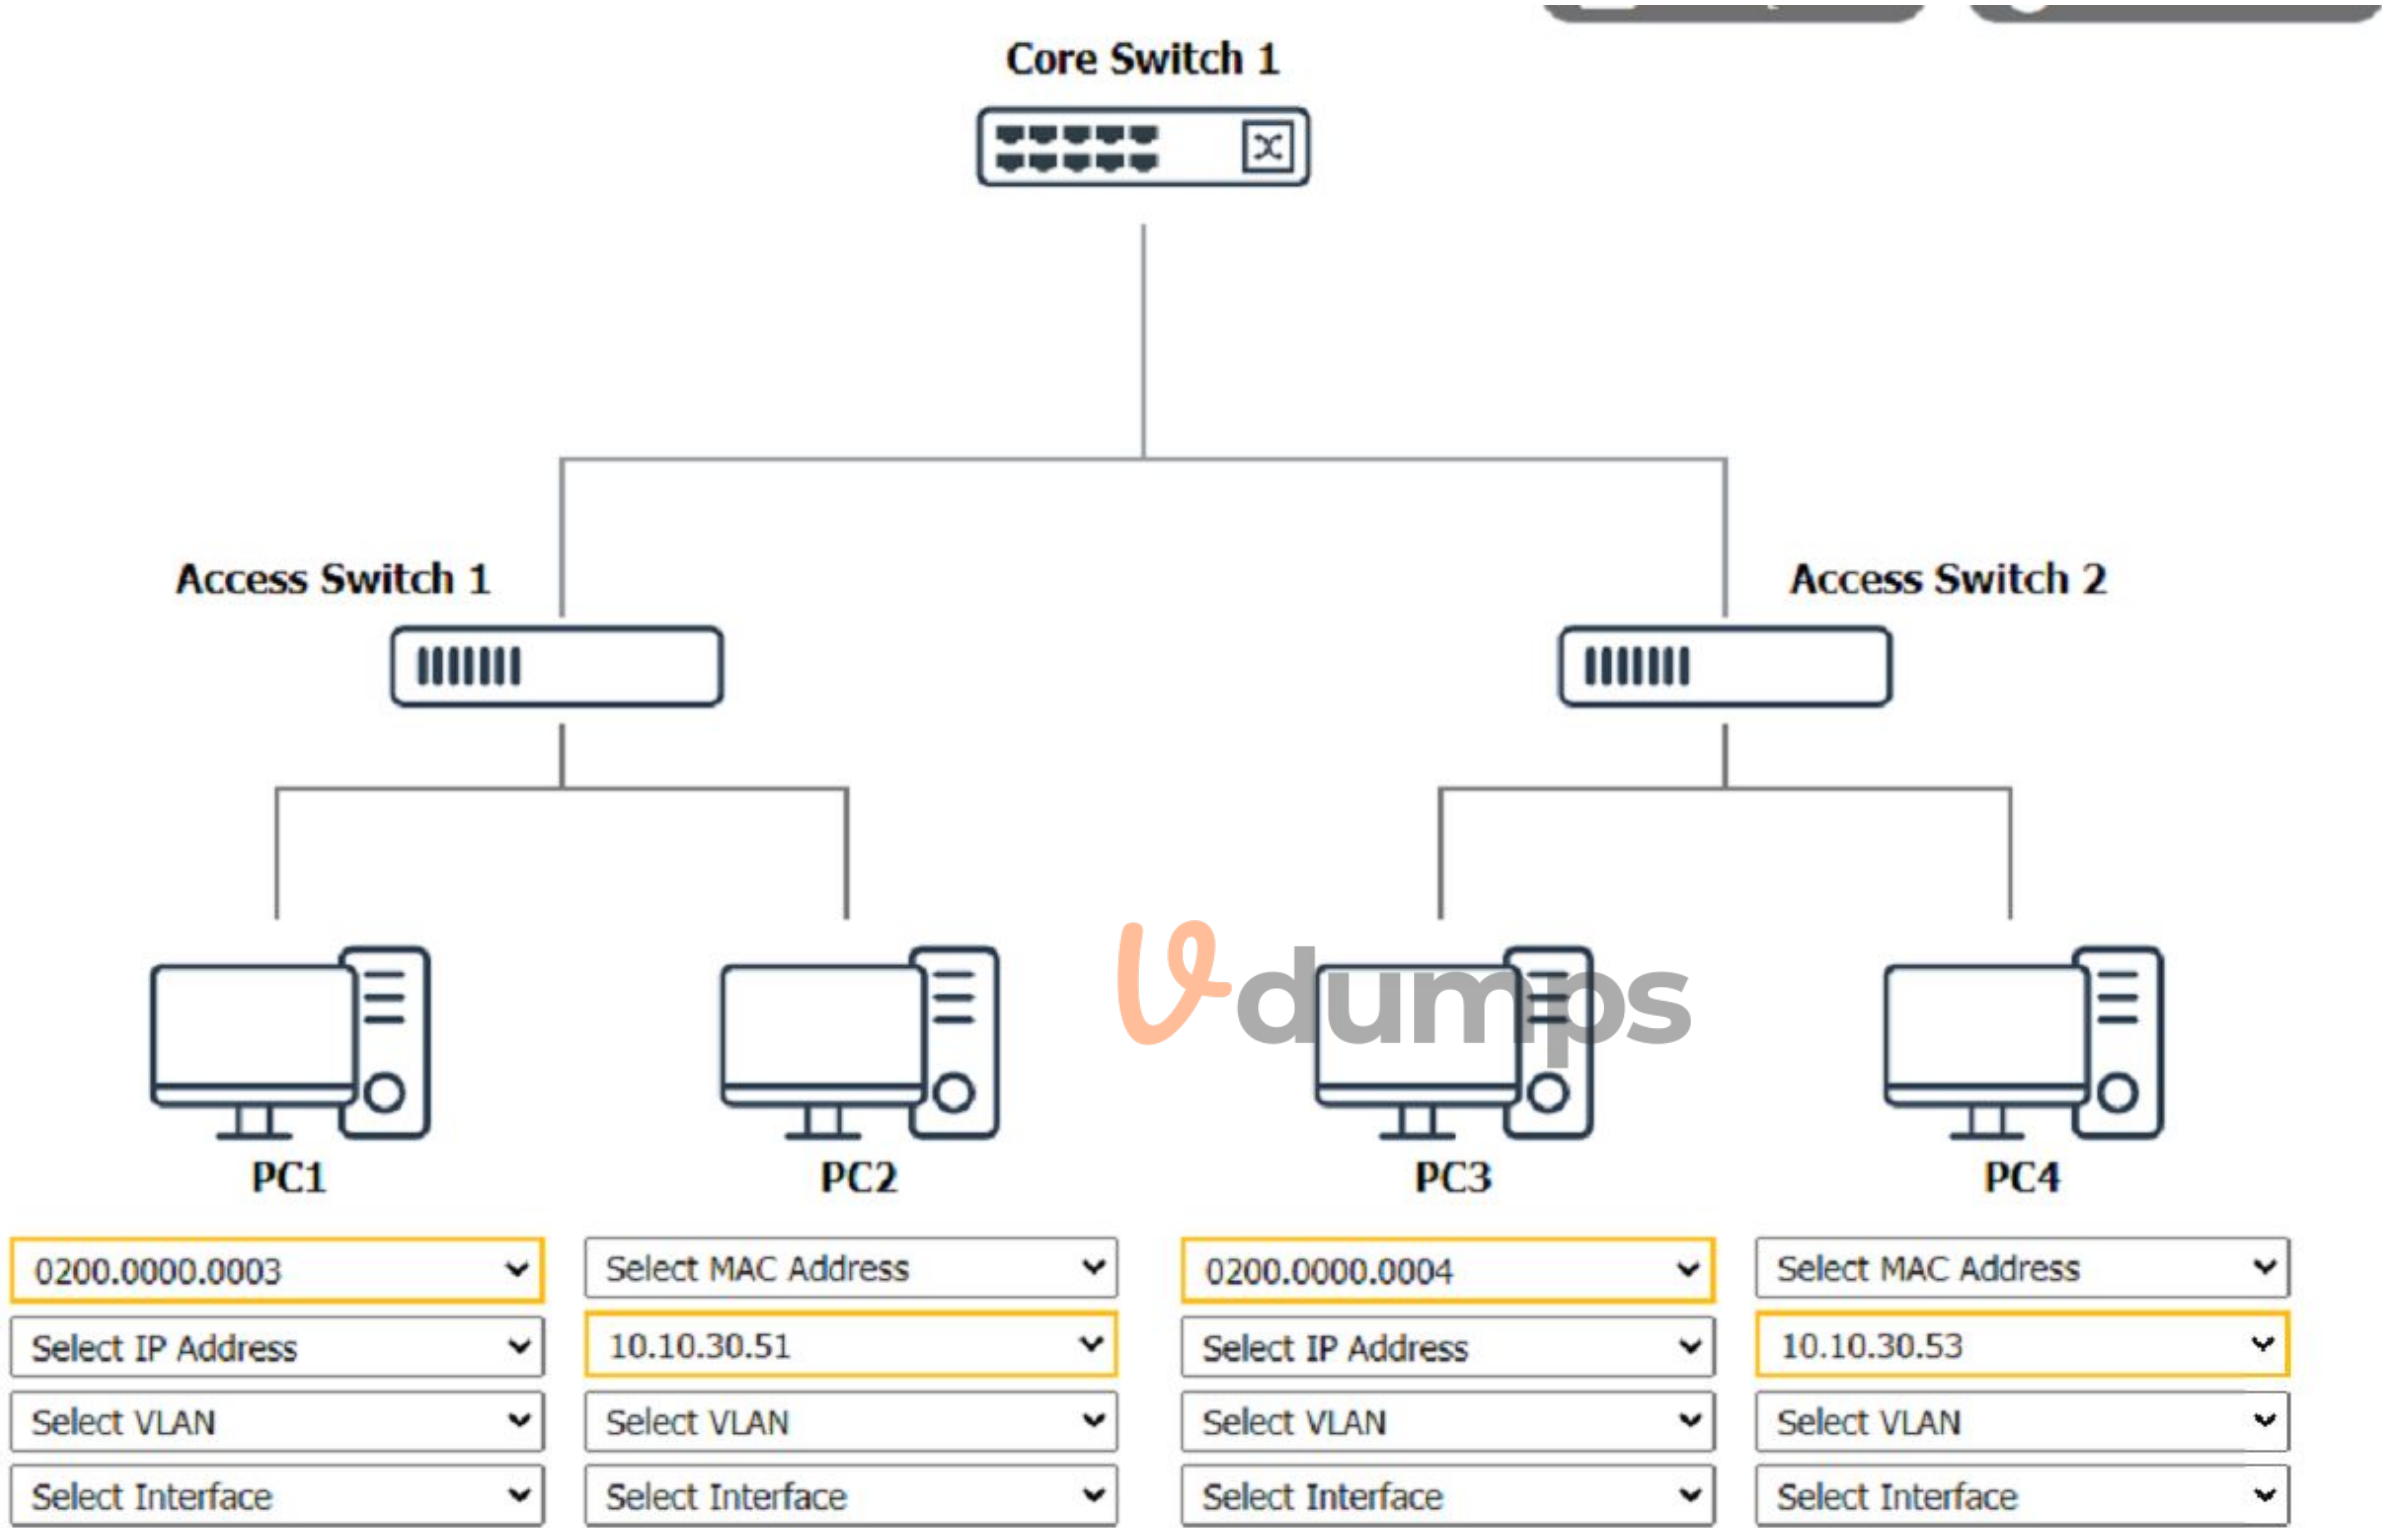 Core Switch 1
Access Switch 1
Access Switch 2
Vdumps
PC1
PC2
PC3
PC4
0200.0000.0003
Select MAC Address
0200.0000.0004
Select MAC Address
Select IP Address
10.10.30.51
Select IP Address
10.10.30.53
Select VLAN
Select VLAN
Select VLAN
Select VLAN
Select Interface
Select Interface
Select Interface
Select Interface